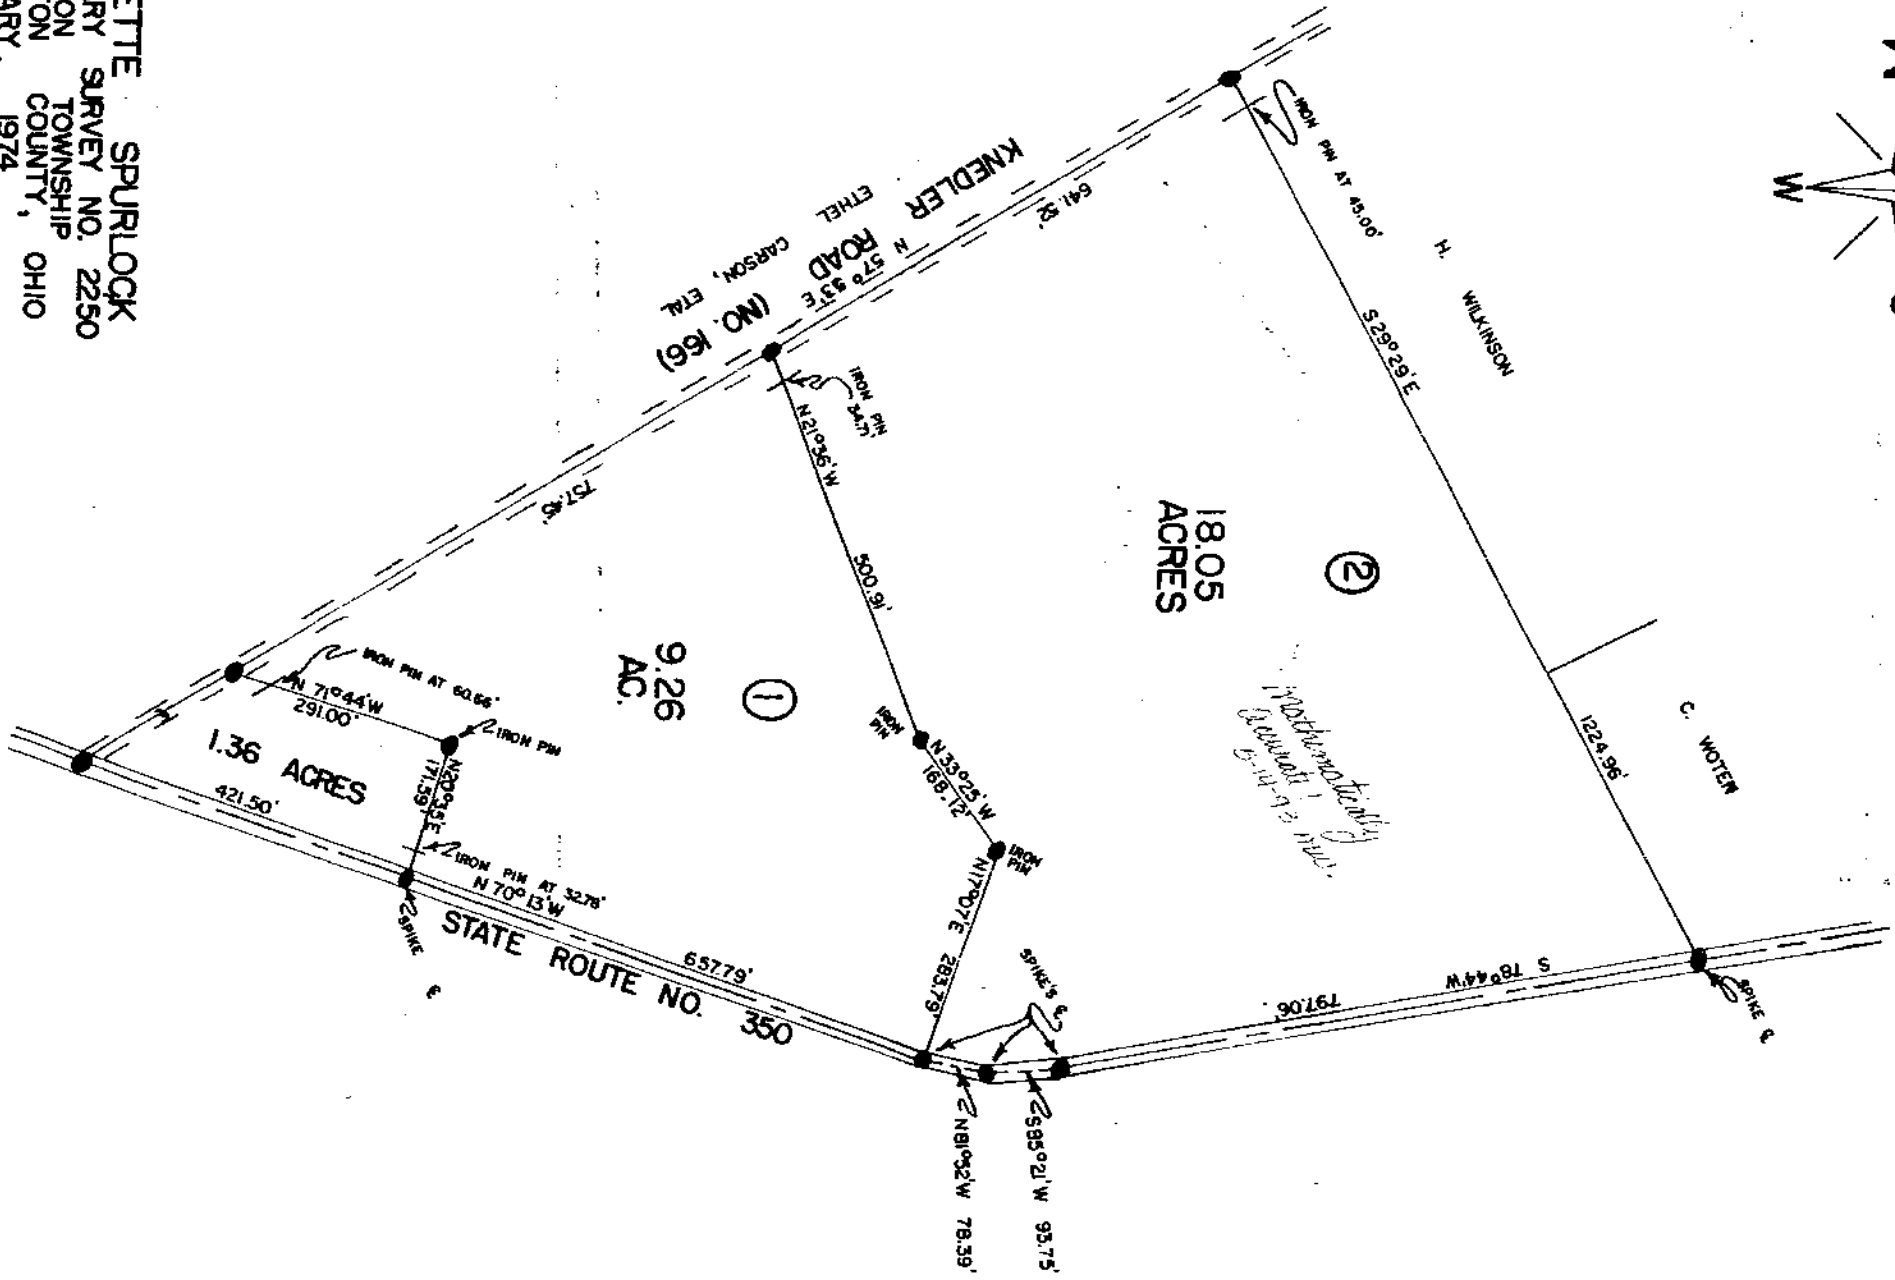 ETTE SPURLOCK
RY SURVEY NO. 2250
ON TOWNSHIP
TON COUNTY, OHIO
ARY, 1974
W
KNEDLER ROAD (NO. 166)
ETHEL CARSON, ETAL
N 57° 53' E
641.52'
757.45'
IRON PIN AT 45.00'
H. WILKINSON
S 29° 29' E
1224.96'
C. WOTEN
2
18.05
ACRES
Mathmatically
accurate!
IRON PIN
34.71'
N 21° 36' W
500.91'
IRON
PIN
N 33° 25' W
168.12'
IRON
PIN
N 17° 07' E 283.79'
1
9.26
AC.
IRON PIN AT 60.66'
N 71° 44' W
291.00'
IRON PIN
N 20° 35' E
171.59'
IRON PIN AT 32.78'
1.36 ACRES
421.50'
N 70° 13' W
657.79'
SPIKE ℄
STATE ROUTE NO. 350
SPIKE'S ℄
N 81° 52' W 78.39'
S 85° 21' W 93.75'
S 78° 44' W
797.06'
SPIKE ℄